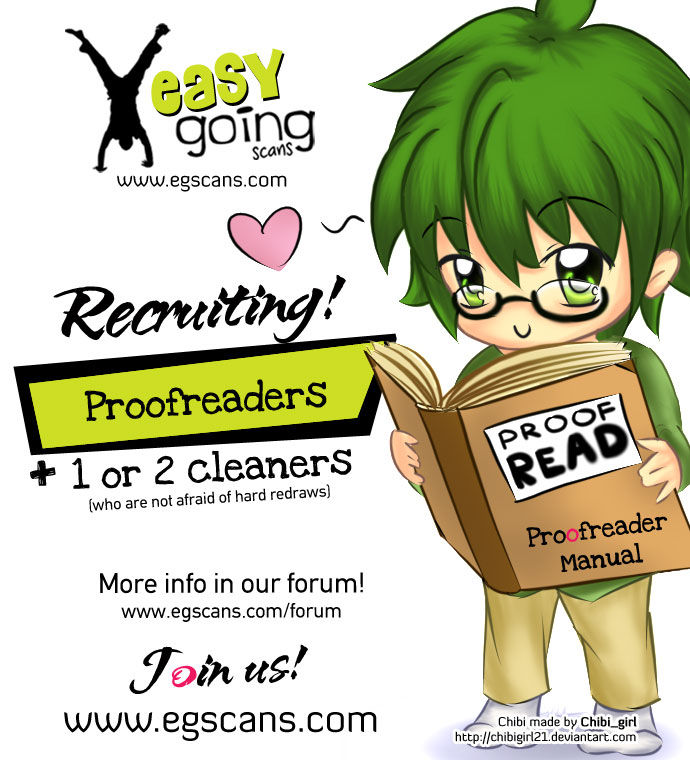 easy
going
scans
www.egscans.com
Recruiting!
Proofreaders
+ 1 or 2 cleaners
(who are not afraid of hard redraws)
PROOF
READ
Proofreader
Manual
More info in our forum!
www.egscans.com/forum
Join us!
www.egscans.com
Chibi made by Chibi_girl
http://chibigirl21.deviantart.com